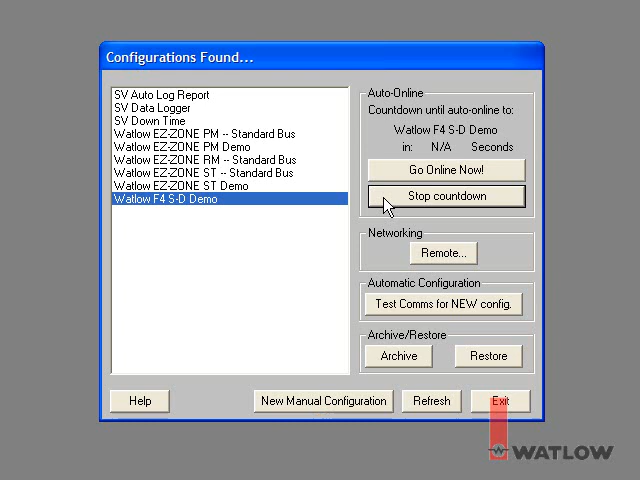 Configurations Found...
SV Auto Log Report
SV Data Logger
SV Down Time
Watlow EZ-ZONE PM -- Standard Bus
Watlow EZ-ZONE PM Demo
Watlow EZ-ZONE RM -- Standard Bus
Watlow EZ-ZONE ST -- Standard Bus
Watlow EZ-ZONE ST Demo
Watlow F4 S-D Demo
Auto-Online
Countdown until auto-online to:
Watlow F4 S-D Demo
in: N/A Seconds
Go Online Now!
Stop countdown
Networking
Remote...
Automatic Configuration
Test Comms for NEW config.
Archive/Restore
Archive Restore
Help New Manual Configuration Refresh Exit
WATLOW